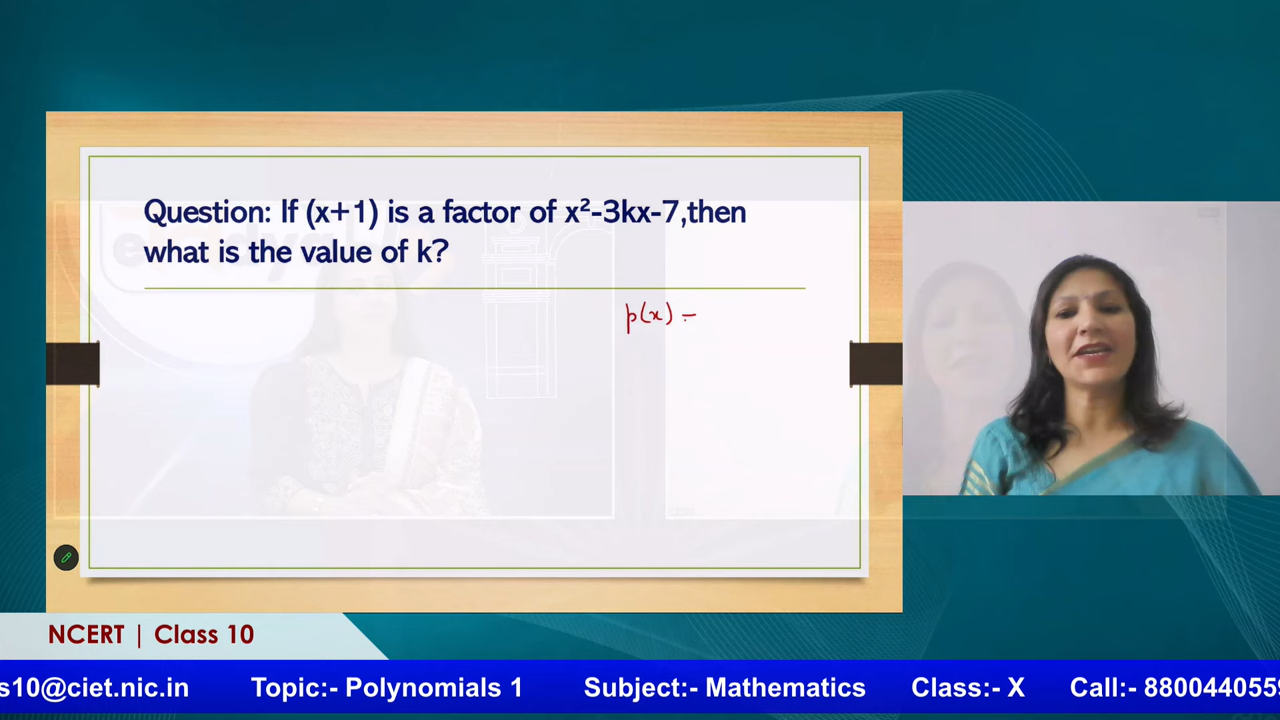 Question: If (x+1) is a factor of x²-3kx-7,then
what is the value of k?
p(x) =
NCERT | Class 10
s10@ciet.nic.in Topic:- Polynomials 1 Subject:- Mathematics Class:- X Call:- 880044055